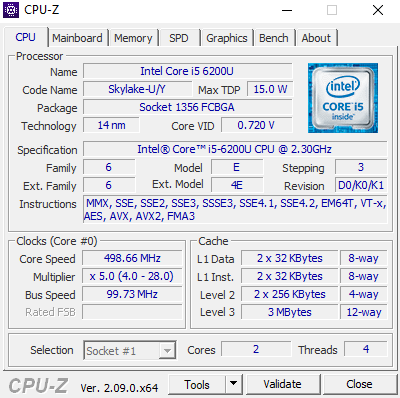 CPU-Z
CPU Mainboard Memory SPD Graphics Bench About
Processor
Name Intel Core i5 6200U
Code Name Skylake-U/Y Max TDP 15.0 W
Package Socket 1356 FCBGA
Technology 14 nm Core VID 0.720 V
intel
CORE i5
inside™
Specification Intel® Core™ i5-6200U CPU @ 2.30GHz
Family 6 Model E Stepping 3
Ext. Family 6 Ext. Model 4E Revision D0/K0/K1
Instructions MMX, SSE, SSE2, SSE3, SSSE3, SSE4.1, SSE4.2, EM64T, VT-x,
AES, AVX, AVX2, FMA3
Clocks (Core #0) Cache
Core Speed 498.66 MHz L1 Data 2 x 32 KBytes 8-way
Multiplier x 5.0 (4.0 - 28.0) L1 Inst. 2 x 32 KBytes 8-way
Bus Speed 99.73 MHz Level 2 2 x 256 KBytes 4-way
Rated FSB Level 3 3 MBytes 12-way
Selection Socket #1 Cores 2 Threads 4
CPU-Z Ver. 2.09.0.x64 Tools Validate Close